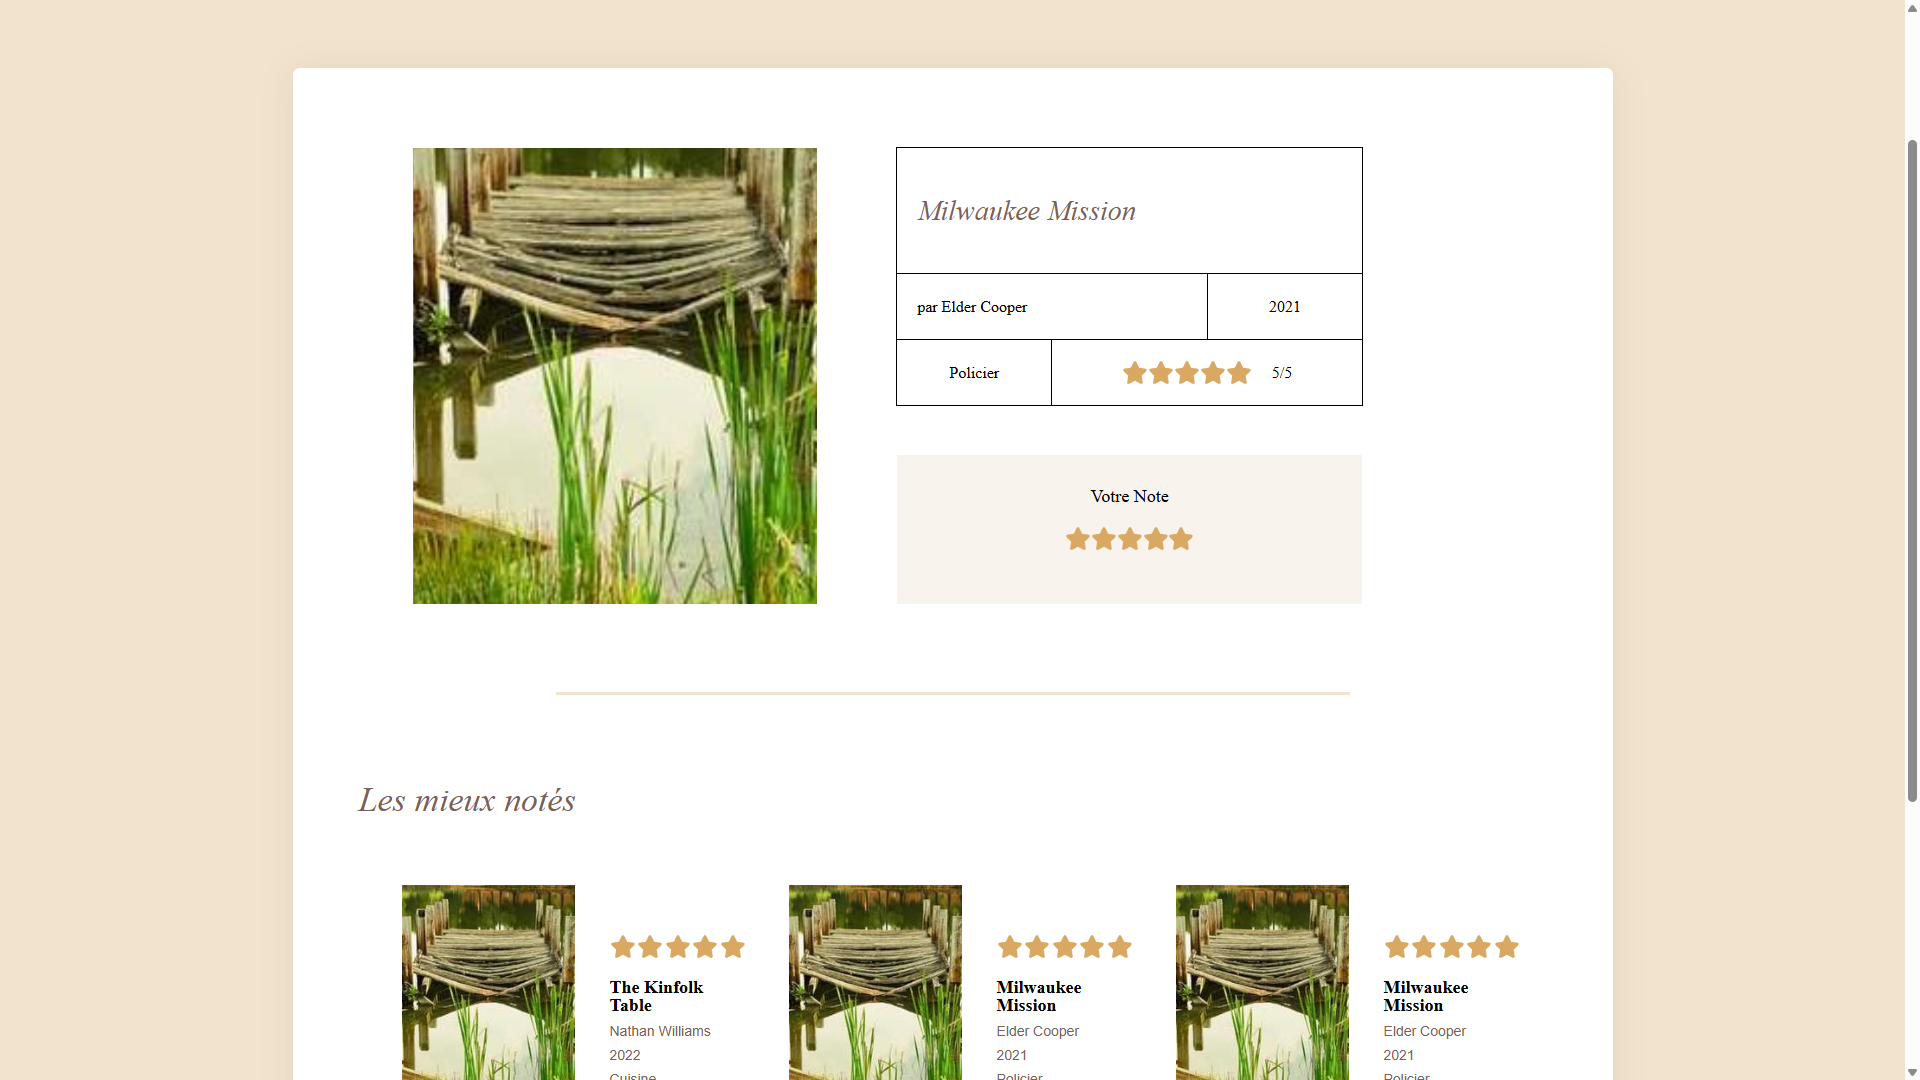 Milwaukee Mission
par Elder Cooper
2021
Policier
5/5
Votre Note
Les mieux notés
The Kinfolk
Table
Nathan Williams
2022
Cuisine
Milwaukee
Mission
Elder Cooper
2021
Policier
Milwaukee
Mission
Elder Cooper
2021
Policier